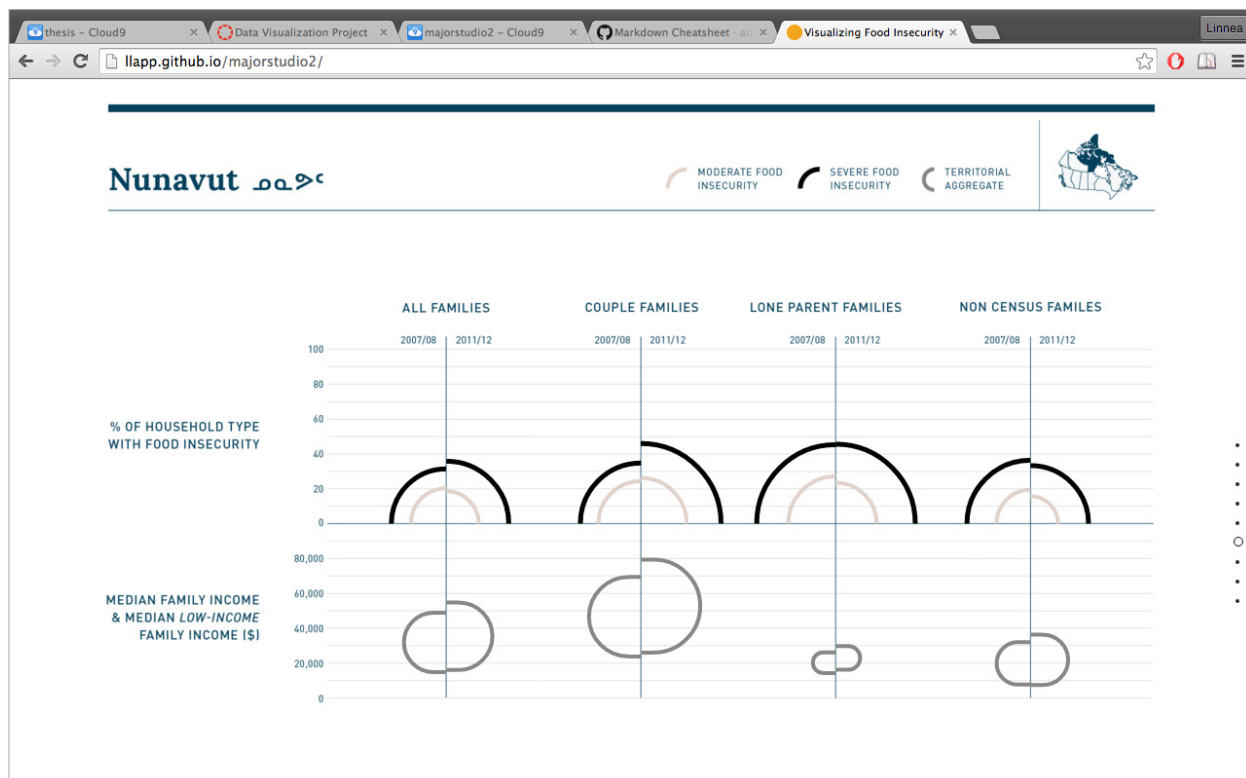 thesis – Cloud9
Data Visualization Project
majorstudio2 – Cloud9
Markdown Cheatsheet · ad
Visualizing Food Insecurity
Linnea
llapp.github.io/majorstudio2/
Nunavut ᓄᓇᕗᑦ
MODERATE FOOD
INSECURITY
SEVERE FOOD
INSECURITY
TERRITORIAL
AGGREGATE
ALL FAMILIES
COUPLE FAMILIES
LONE PARENT FAMILIES
NON CENSUS FAMILES
2007/08 2011/12
2007/08 2011/12
2007/08 2011/12
2007/08 2011/12
% OF HOUSEHOLD TYPE
WITH FOOD INSECURITY
100
80
60
40
20
0
MEDIAN FAMILY INCOME
& MEDIAN LOW-INCOME
FAMILY INCOME ($)
80,000
60,000
40,000
20,000
0